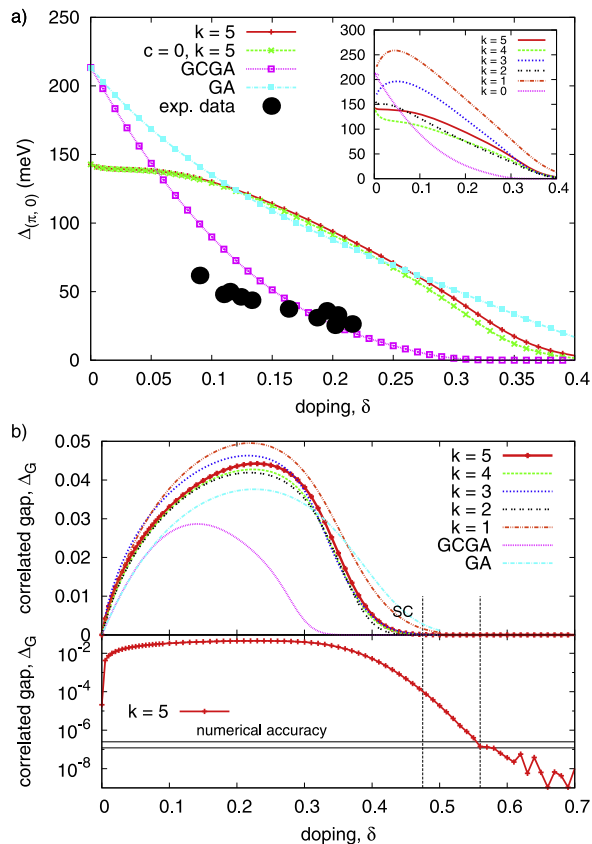 a)
k = 5
c = 0, k = 5
GCGA
GA
exp. data
k = 5
k = 4
k = 3
k = 2
k = 1
k = 0
300
250
200
150
100
50
0
0 0.1 0.2 0.3 0.4
250
200
150
100
50
0
Δ(π, 0) (meV)
0 0.05 0.1 0.15 0.2 0.25 0.3 0.35 0.4
doping, δ
b)
k = 5
k = 4
k = 3
k = 2
k = 1
GCGA
GA
0.05
0.04
0.03
0.02
0.01
0
correlated gap, ΔG
SC
10-2
10-4
10-6
10-8
correlated gap, ΔG
k = 5
numerical accuracy
0 0.1 0.2 0.3 0.4 0.5 0.6 0.7
doping, δ